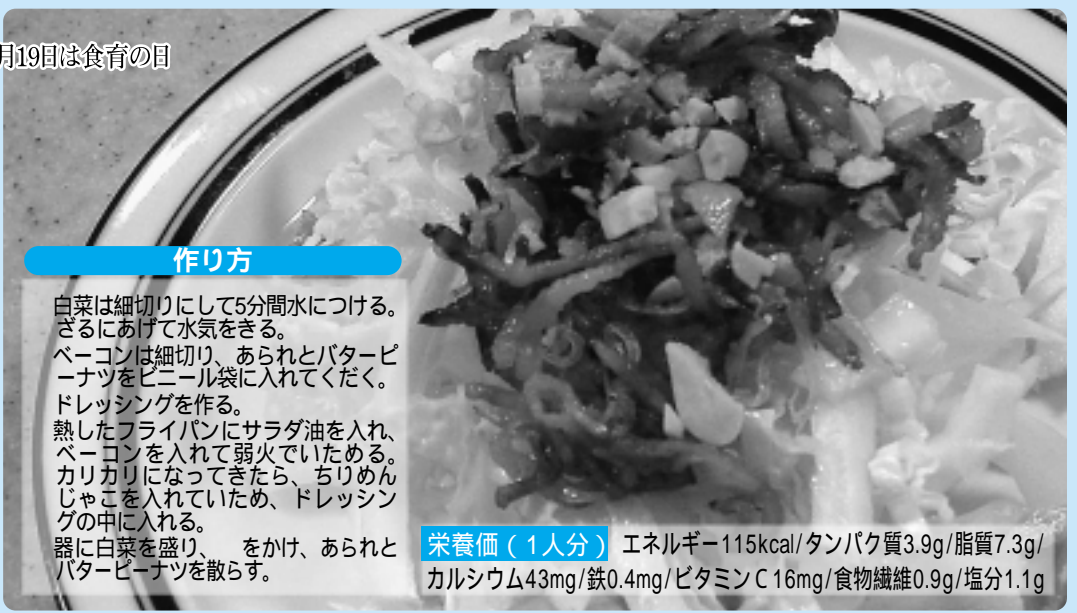 月19日は食育の日
作り方
白菜は細切りにして5分間水につける。
ざるにあげて水気をきる。
ベーコンは細切り、あられとバターピ
ーナツをビニール袋に入れてくだく。
ドレッシングを作る。
熱したフライパンにサラダ油を入れ、
ベーコンを入れて弱火でいためる。
カリカリになってきたら、ちりめん
じゃこを入れていため、ドレッシン
グの中に入れる。
器に白菜を盛り、　をかけ、あられと
バターピーナツを散らす。
栄養価（1人分） エネルギー115kcal/タンパク質3.9g/脂質7.3g/
カルシウム43mg/鉄0.4mg/ビタミンC16mg/食物繊維0.9g/塩分1.1g